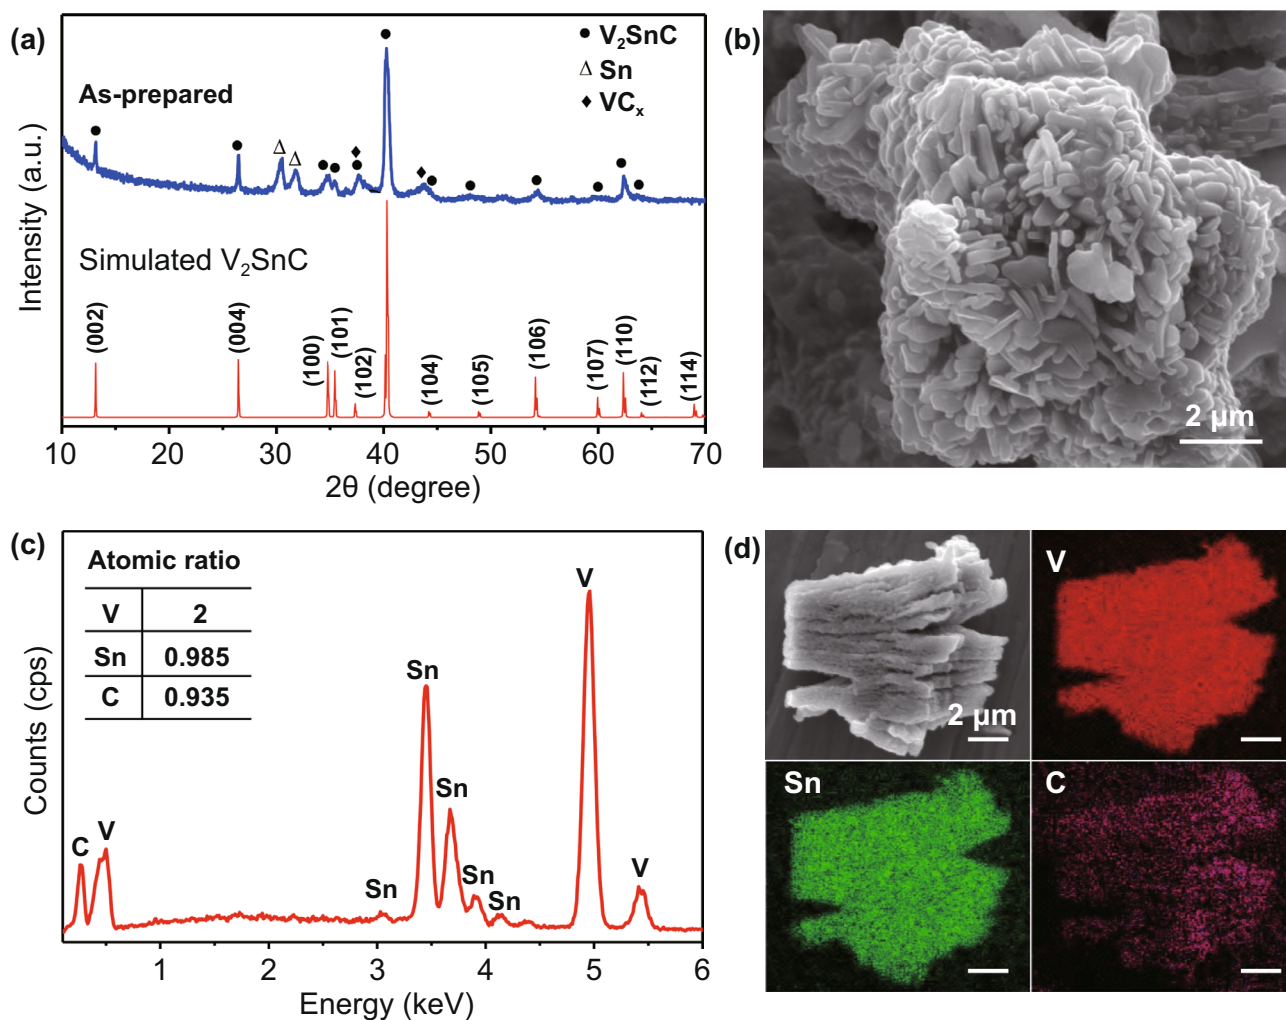 (a)
V₂SnC
Sn
VCₓ
As-prepared
Simulated V₂SnC
(002)
(004)
(100)
(101)
(102)
(104)
(105)
(106)
(107)
(110)
(112)
(114)
Intensity (a.u.)
10 20 30 40 50 60 70
2θ (degree)
(b)
2 μm
(c)
Atomic ratio
V 2
Sn 0.985
C 0.935
C
V
Sn
Sn
Sn
Sn
Sn
V
V
Counts (cps)
1 2 3 4 5 6
Energy (keV)
(d)
2 μm
V
Sn
C